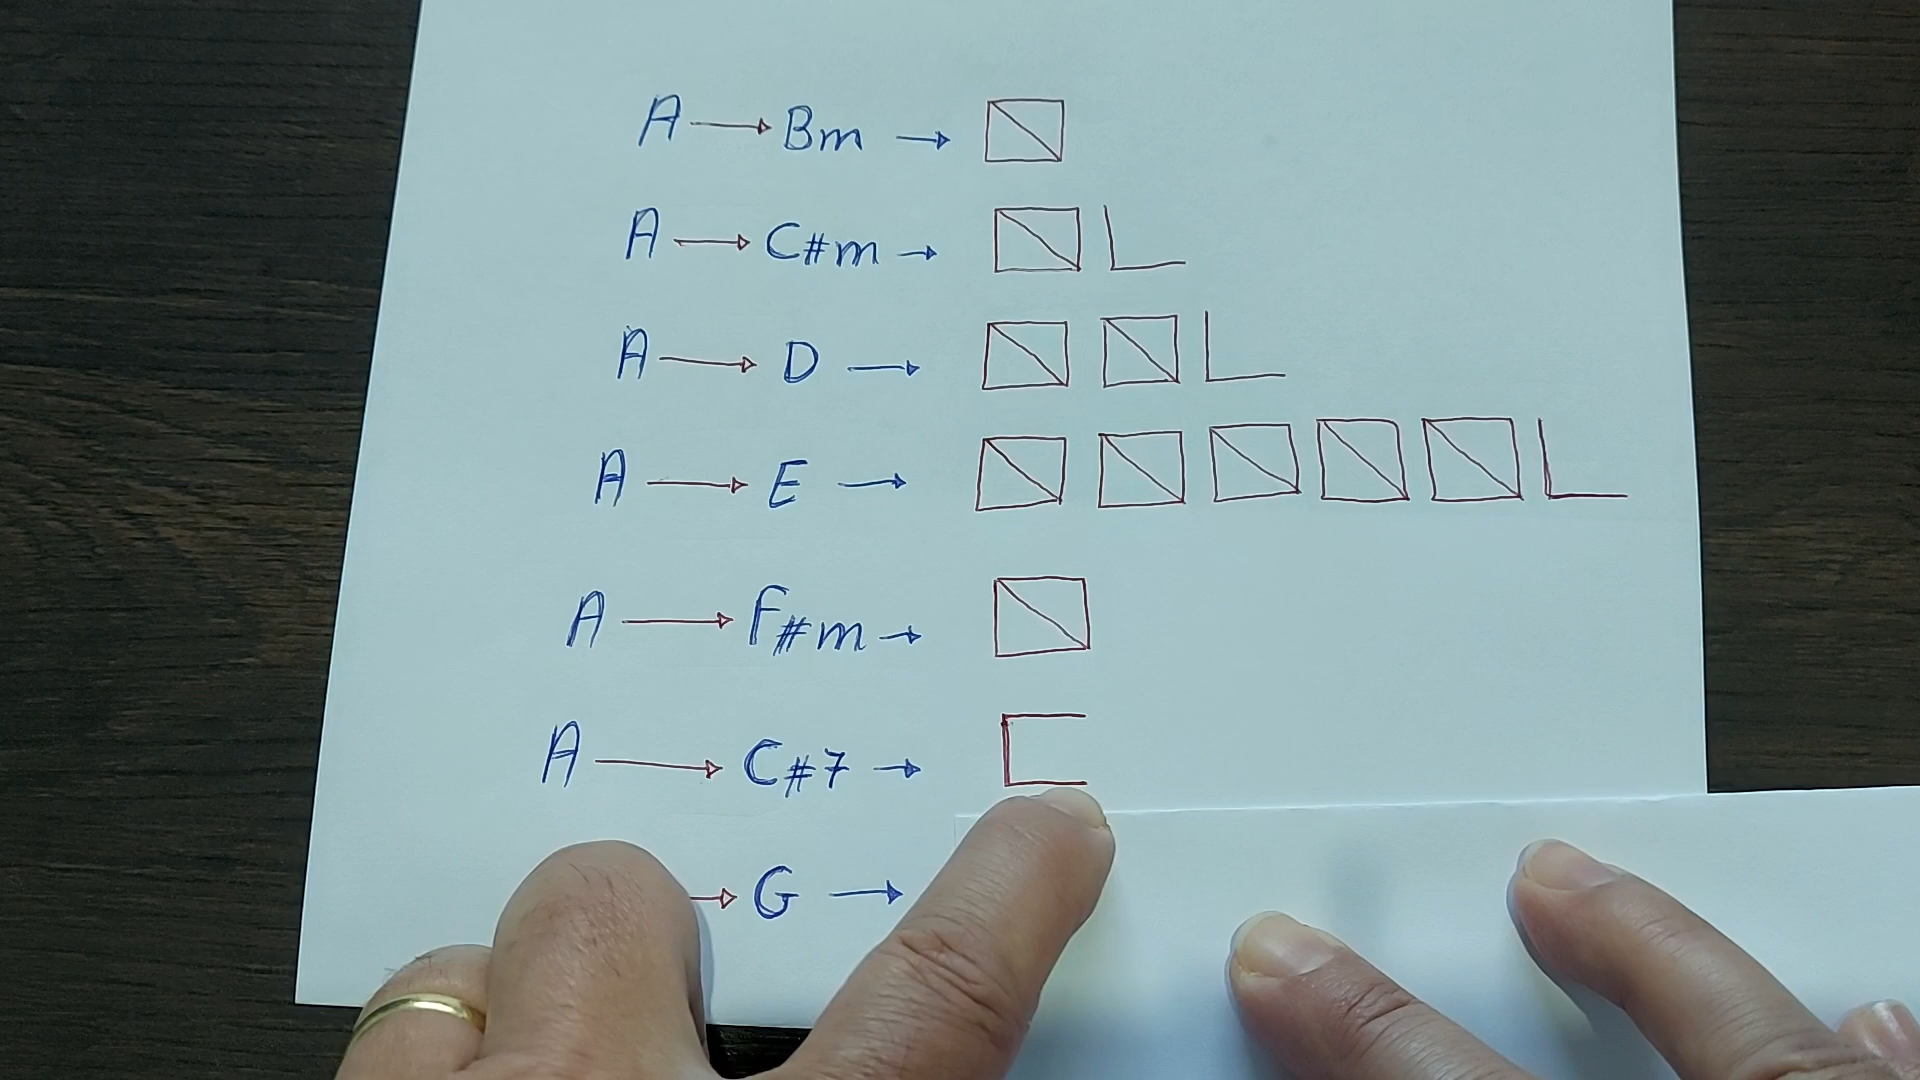 A → Bm →
A → C#m →
A → D →
A → E →
A → F#m →
A → C#7 →
→ G →